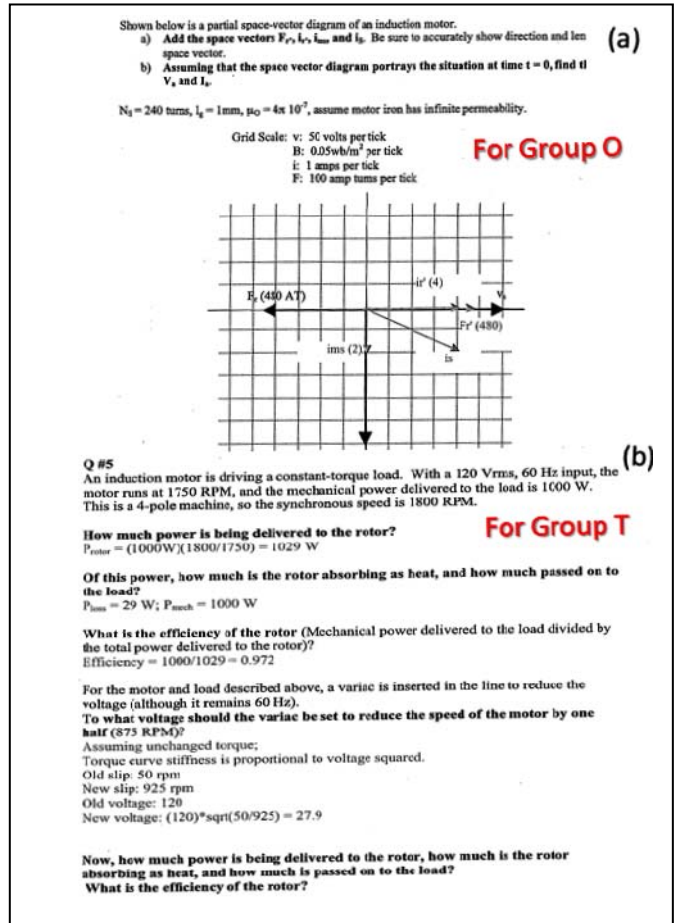 Shown below is a partial space-vector diagram of an induction motor.
a) Add the space vectors Fr', ir', ims, and is. Be sure to accurately show direction and len
space vector.
(a)
b) Assuming that the space vector diagram portrays the situation at time t = 0, find tl
Vs and Is.
Ns = 240 turns, lg = 1mm, μo = 4π 10-7, assume motor iron has infinite permeability.
Grid Scale: v: 50 volts per tick
B: 0.05wb/m² per tick
i: 1 amps per tick
F: 100 amp turns per tick
For Group O
ir' (4)
Fr (480 AT)
Vs
Fr' (480)
ims (2)
is
(b)
Q #5
An induction motor is driving a constant-torque load. With a 120 Vrms, 60 Hz input, the
motor runs at 1750 RPM, and the mechanical power delivered to the load is 1000 W.
This is a 4-pole machine, so the synchronous speed is 1800 RPM.
For Group T
How much power is being delivered to the rotor?
Protor = (1000W)(1800/1750) = 1029 W
Of this power, how much is the rotor absorbing as heat, and how much passed on to
the load?
Ploss = 29 W; Pmech = 1000 W
What is the efficiency of the rotor (Mechanical power delivered to the load divided by
the total power delivered to the rotor)?
Efficiency = 1000/1029 = 0.972
For the motor and load described above, a variac is inserted in the line to reduce the
voltage (although it remains 60 Hz).
To what voltage should the variac be set to reduce the speed of the motor by one
half (875 RPM)?
Assuming unchanged torque;
Torque curve stiffness is proportional to voltage squared.
Old slip: 50 rpm
New slip: 925 rpm
Old voltage: 120
New voltage: (120)*sqrt(50/925) = 27.9
Now, how much power is being delivered to the rotor, how much is the rotor
absorbing as heat, and how much is passed on to the load?
What is the efficiency of the rotor?